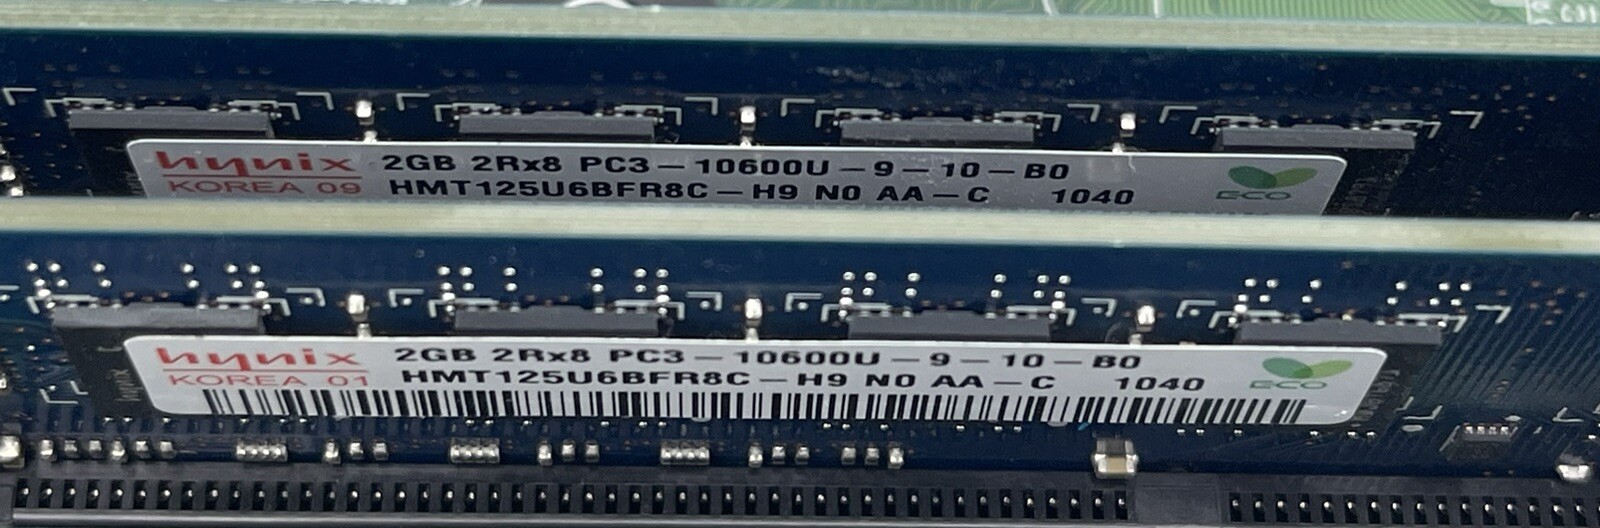 hynix 2GB 2Rx8 PC3-10600U-9-10-B0
KOREA 09 HMT125U6BFR8C-H9 N0 AA-C 1040
ECO
hynix 2GB 2Rx8 PC3-10600U-9-10-B0
KOREA 01 HMT125U6BFR8C-H9 N0 AA-C 1040
ECO